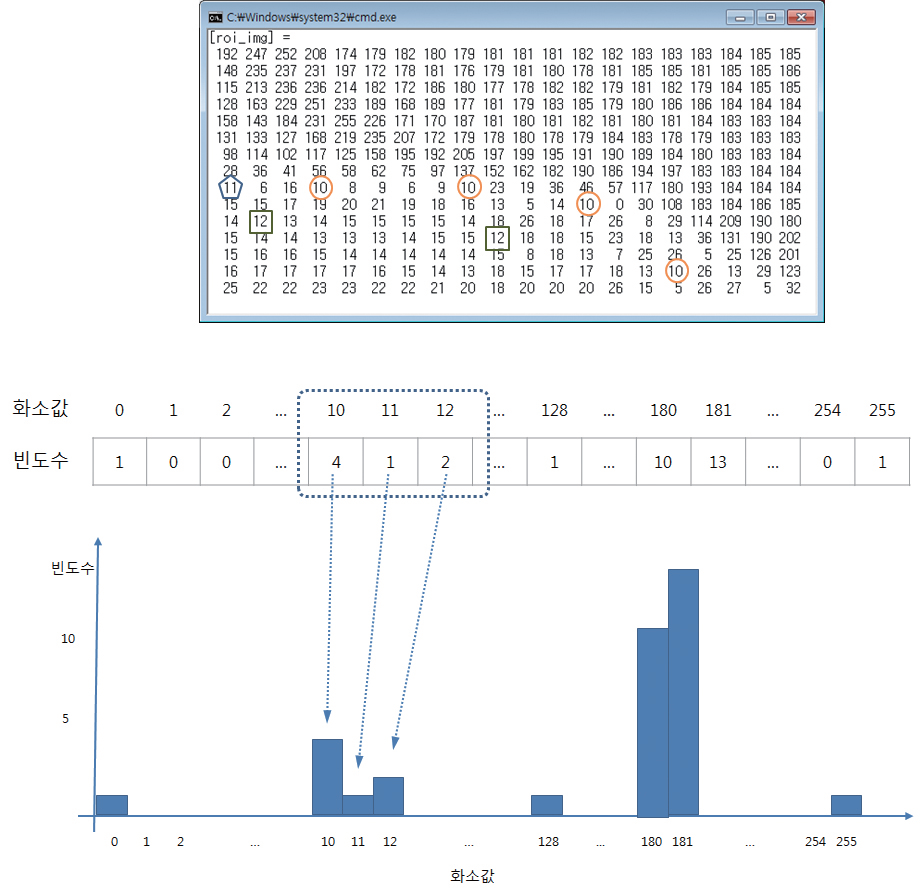 C:₩Windows₩system32₩cmd.exe
[roi_img] =
192 247 252 208 174 179 182 180 179 181 181 181 182 182 183 183 183 184 185 185
148 235 237 231 197 172 178 181 176 179 181 180 178 181 185 185 181 185 185 186
115 213 236 236 214 182 172 186 180 177 178 182 182 179 181 182 179 184 185 185
128 163 229 251 233 189 168 189 177 181 179 183 185 179 180 186 186 184 184 184
158 143 184 231 255 226 171 170 187 181 180 181 182 181 180 181 184 183 183 184
131 133 127 168 219 235 207 172 179 178 180 178 179 184 183 178 179 183 183 184
98 114 102 117 125 158 195 192 205 197 199 195 191 190 189 184 180 183 183 184
28 36 41 56 58 62 75 97 137 152 162 182 190 186 194 197 183 183 184 184
11 6 16 10 8 9 6 9 10 23 19 36 46 57 117 180 193 184 184 184
15 15 17 19 20 21 19 18 16 13 5 14 10 0 30 108 183 184 186 185
14 12 13 14 15 15 15 15 14 18 26 18 17 26 8 29 114 209 190 180
15 14 14 13 13 13 14 15 15 12 18 18 15 23 18 13 36 131 190 202
15 16 16 15 14 14 14 14 14 15 8 18 13 7 25 26 5 25 126 201
16 17 17 17 17 16 15 14 13 18 15 17 17 18 13 10 26 13 29 123
25 22 22 23 23 22 22 21 20 18 20 20 20 26 15 5 26 27 5 32
화소값 0 1 2 ... 10 11 12 ... 128 ... 180 181 ... 254 255
빈도수 1 0 0 ... 4 1 2 ... 1 ... 10 13 ... 0 1
빈도수
10
5
0 1 2 ... 10 11 12 ... 128 ... 180 181 ... 254 255
화소값